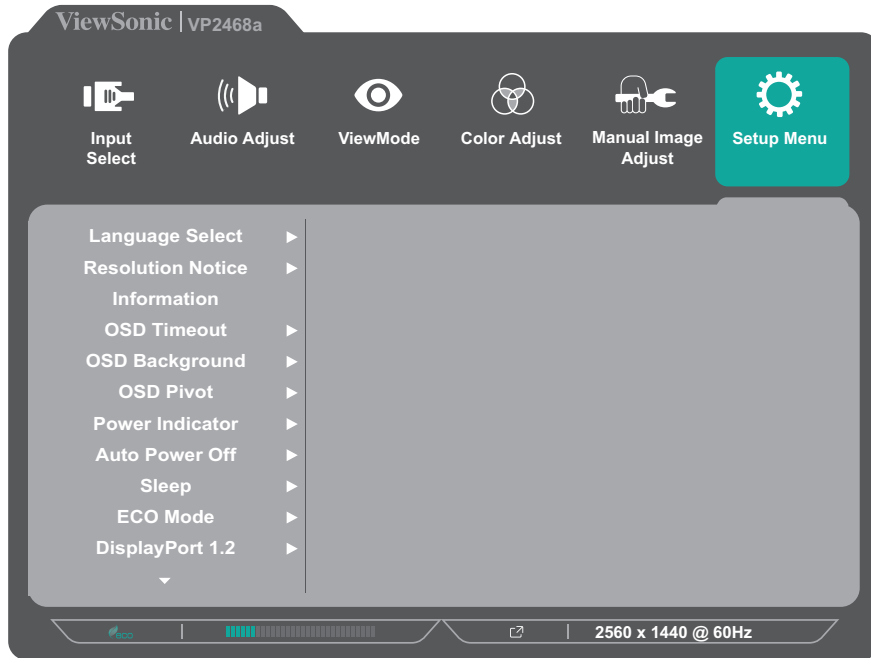 ViewSonic | VP2468a
Input
Select
Audio Adjust
ViewMode
Color Adjust
Manual Image
Adjust
Setup Menu
Language Select
Resolution Notice
Information
OSD Timeout
OSD Background
OSD Pivot
Power Indicator
Auto Power Off
Sleep
ECO Mode
DisplayPort 1.2
eco
2560 x 1440 @ 60Hz